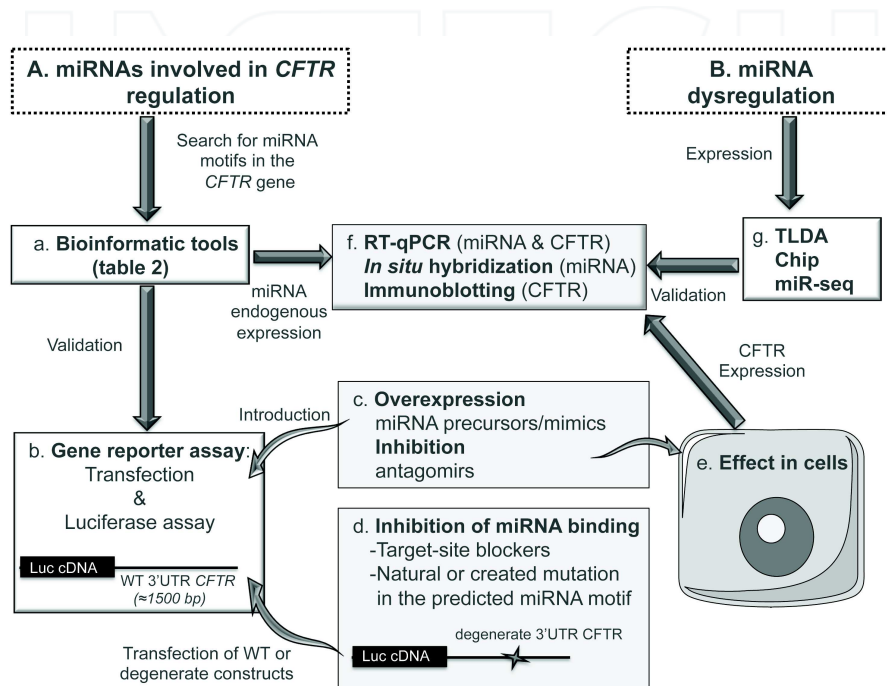 A. miRNAs involved in CFTR
regulation
B. miRNA
dysregulation
Search for miRNA
motifs in the
CFTR gene
Expression
a. Bioinformatic tools
(table 2)
f. RT-qPCR (miRNA & CFTR)
In situ hybridization (miRNA)
Immunoblotting (CFTR)
g. TLDA
Chip
miR-seq
miRNA
endogenous
expression
Validation
Validation
CFTR
Expression
Introduction
c. Overexpression
miRNA precursors/mimics
Inhibition
antagomirs
b. Gene reporter assay:
Transfection
&
Luciferase assay
Luc cDNA
WT 3'UTR CFTR
(≈1500 bp)
e. Effect in cells
d. Inhibition of miRNA binding
-Target-site blockers
-Natural or created mutation
in the predicted miRNA motif
degenerate 3'UTR CFTR
Luc cDNA
Transfection of WT or
degenerate constructs